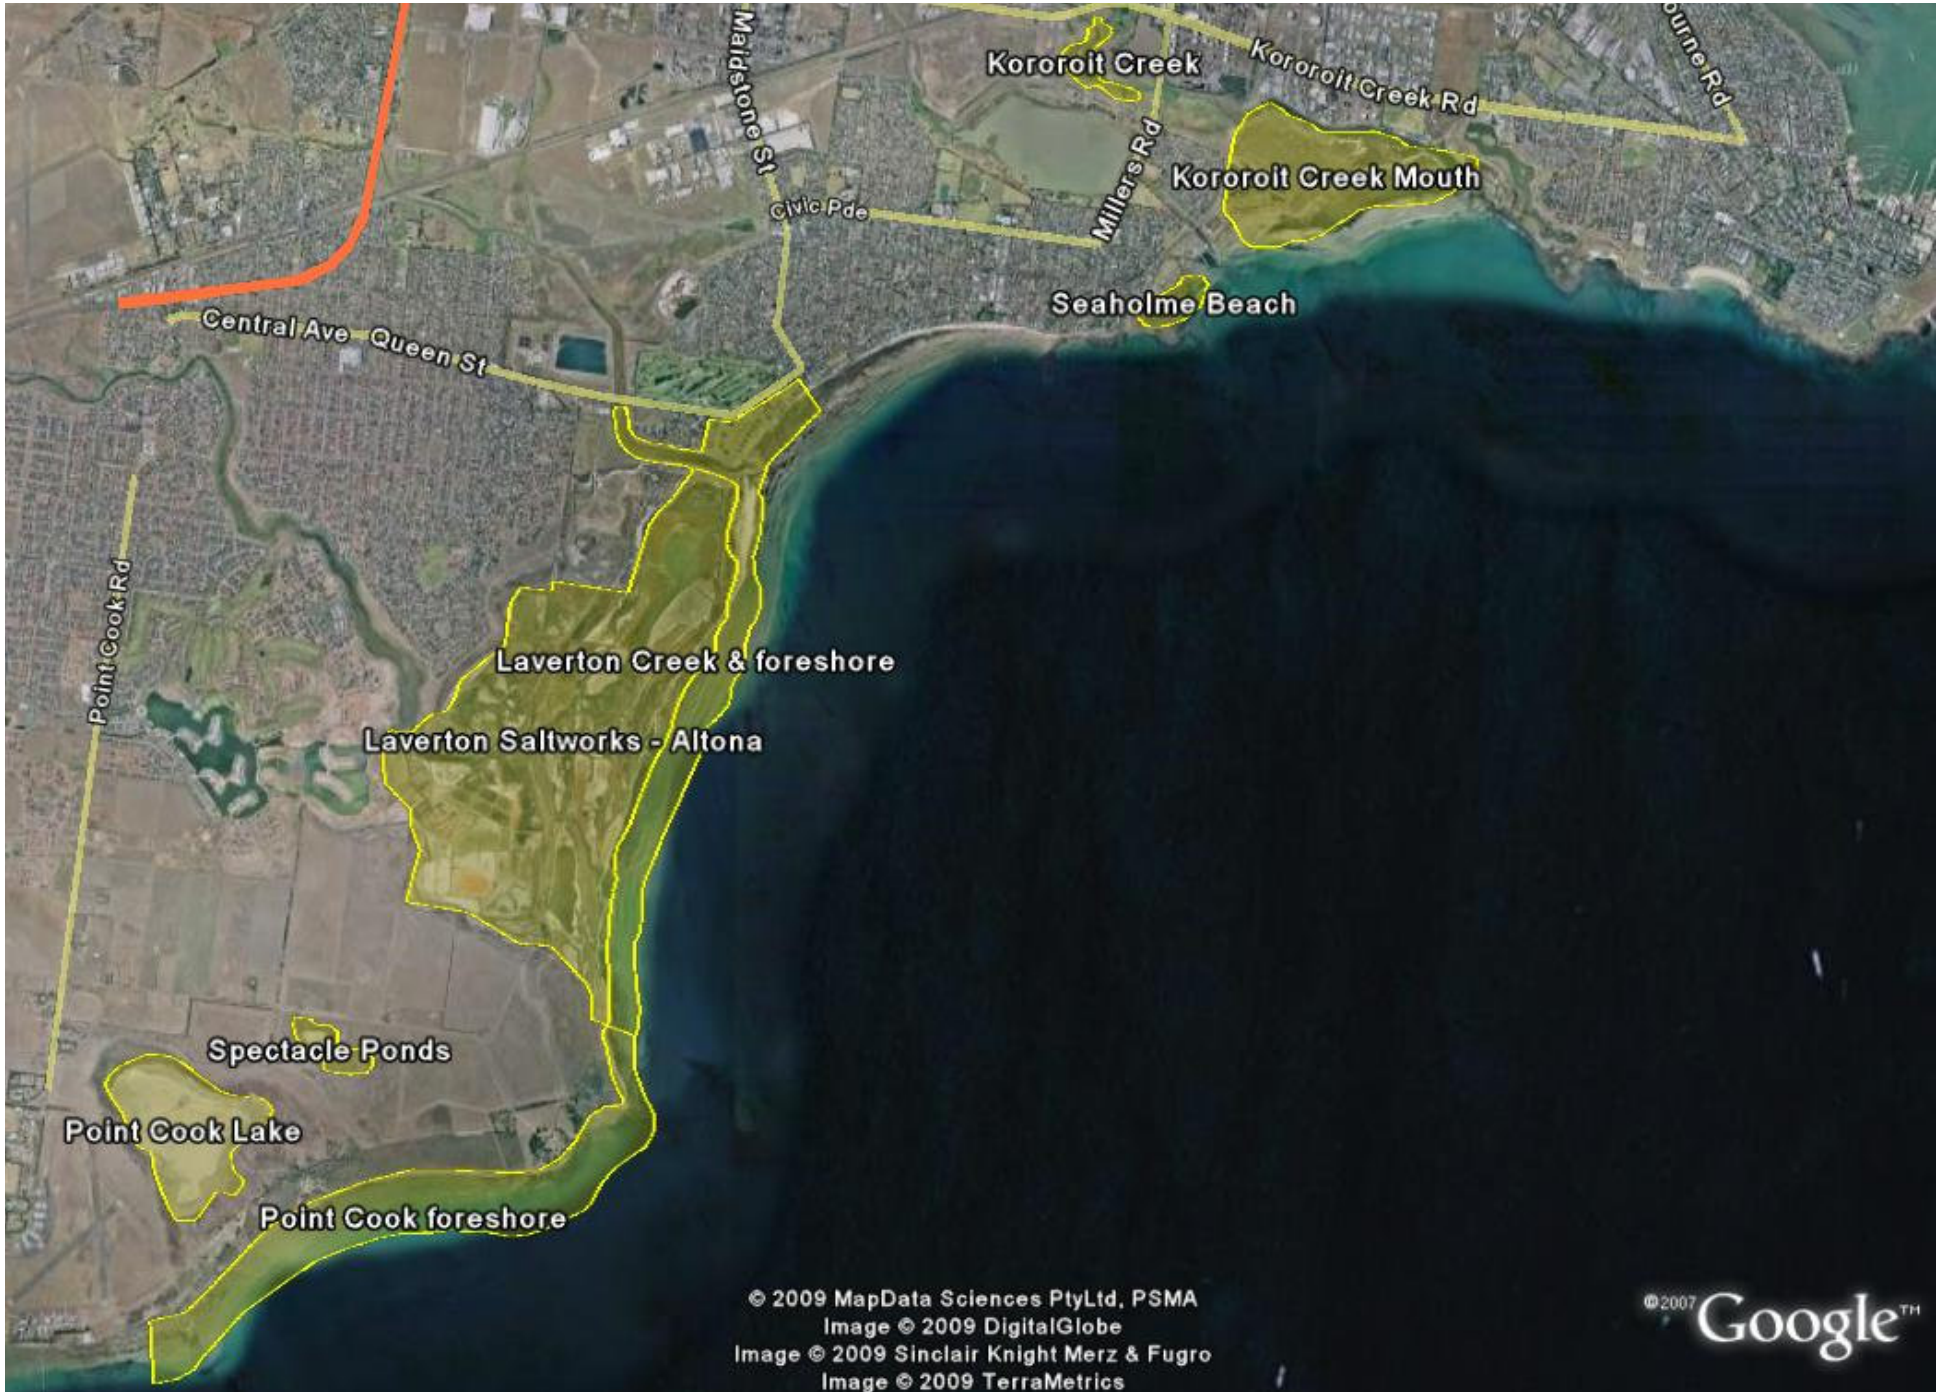 Maidstone St
ourne Rd
Kororoit Creek
Kororoit Creek Rd
Millers Rd
Kororoit Creek Mouth
Civic Pde
Seaholme Beach
Central Ave
Queen St
Point Cook Rd
Laverton Creek & foreshore
Laverton Saltworks - Altona
Spectacle Ponds
Point Cook Lake
Point Cook foreshore
© 2009 MapData Sciences PtyLtd, PSMA
Image © 2009 DigitalGlobe
Image © 2009 Sinclair Knight Merz & Fugro
Image © 2009 TerraMetrics
©2007 Google™